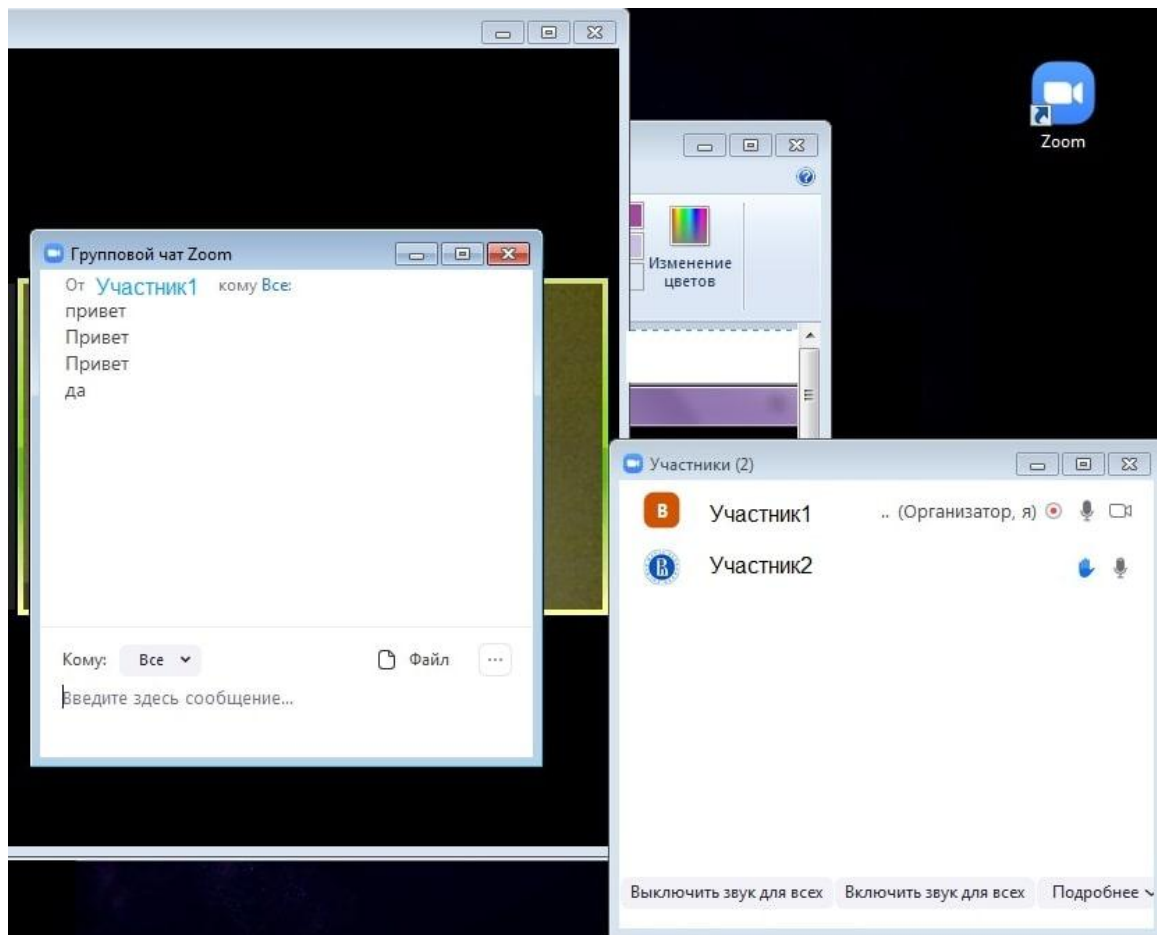 Zoom
Изменение
цветов
Групповой чат Zoom
От Участник1 кому Все:
привет
Привет
Привет
да
Кому: Все
Файл
Введите здесь сообщение...
Участники (2)
В Участник1 .. (Организатор, я)
Участник2
Выключить звук для всех Включить звук для всех Подробнее